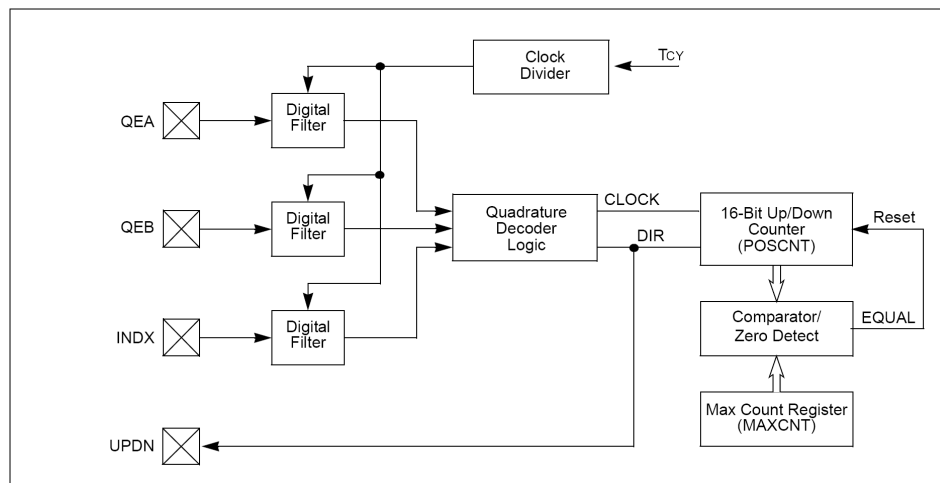 Clock
Divider
TCY
QEA
Digital
Filter
QEB
Digital
Filter
Quadrature
Decoder
Logic
CLOCK
DIR
16-Bit Up/Down
Counter
(POSCNT)
Reset
INDX
Digital
Filter
Comparator/
Zero Detect
EQUAL
Max Count Register
(MAXCNT)
UPDN